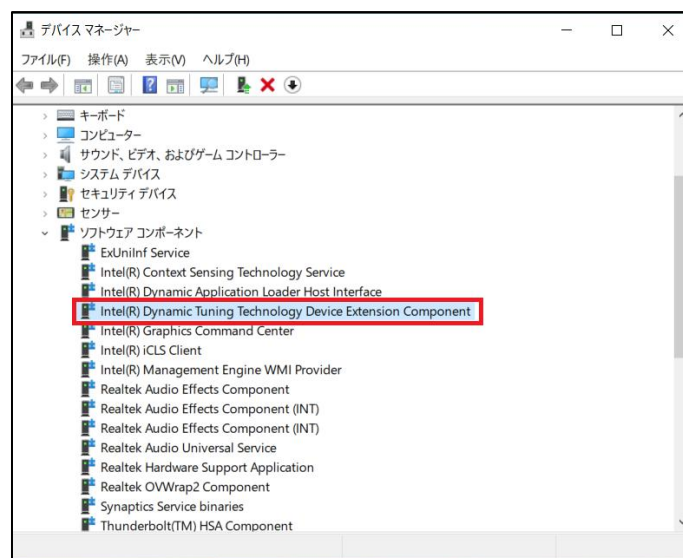 デバイス マネージャー
ファイル(F) 操作(A) 表示(V) ヘルプ(H)
キーボード
コンピューター
サウンド、ビデオ、およびゲーム コントローラー
システム デバイス
セキュリティ デバイス
センサー
ソフトウェア コンポーネント
ExUniInf Service
Intel(R) Context Sensing Technology Service
Intel(R) Dynamic Application Loader Host Interface
Intel(R) Dynamic Tuning Technology Device Extension Component
Intel(R) Graphics Command Center
Intel(R) iCLS Client
Intel(R) Management Engine WMI Provider
Realtek Audio Effects Component
Realtek Audio Effects Component (INT)
Realtek Audio Effects Component (INT)
Realtek Audio Universal Service
Realtek Hardware Support Application
Realtek OVWrap2 Component
Synaptics Service binaries
Thunderbolt(TM) HSA Component